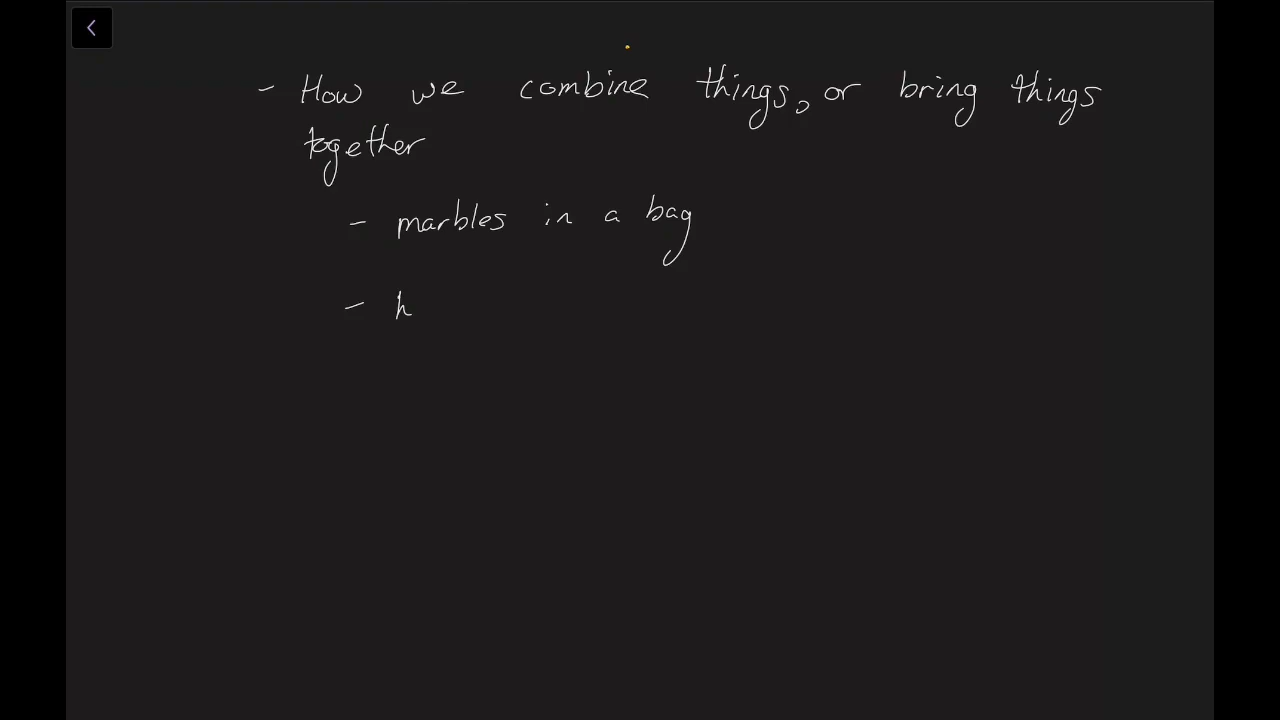 - How we combine things, or bring things
together
- marbles in a bag
- h